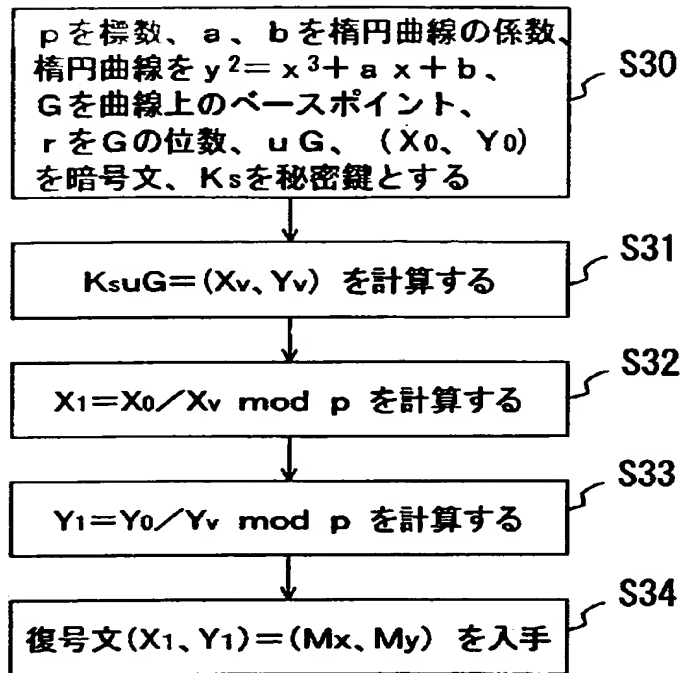 pを標数、a、bを楕円曲線の係数、
楕円曲線をy²=x³+ax+b、
Gを曲線上のベースポイント、
rをGの位数、uG、(X₀、Y₀)
を暗号文、Ksを秘密鍵とする
S30
KsuG=(Xv、Yv) を計算する
S31
X₁=X₀/Xv mod p を計算する
S32
Y₁=Y₀/Yv mod p を計算する
S33
復号文(X₁、Y₁)=(Mx、My) を入手
S34